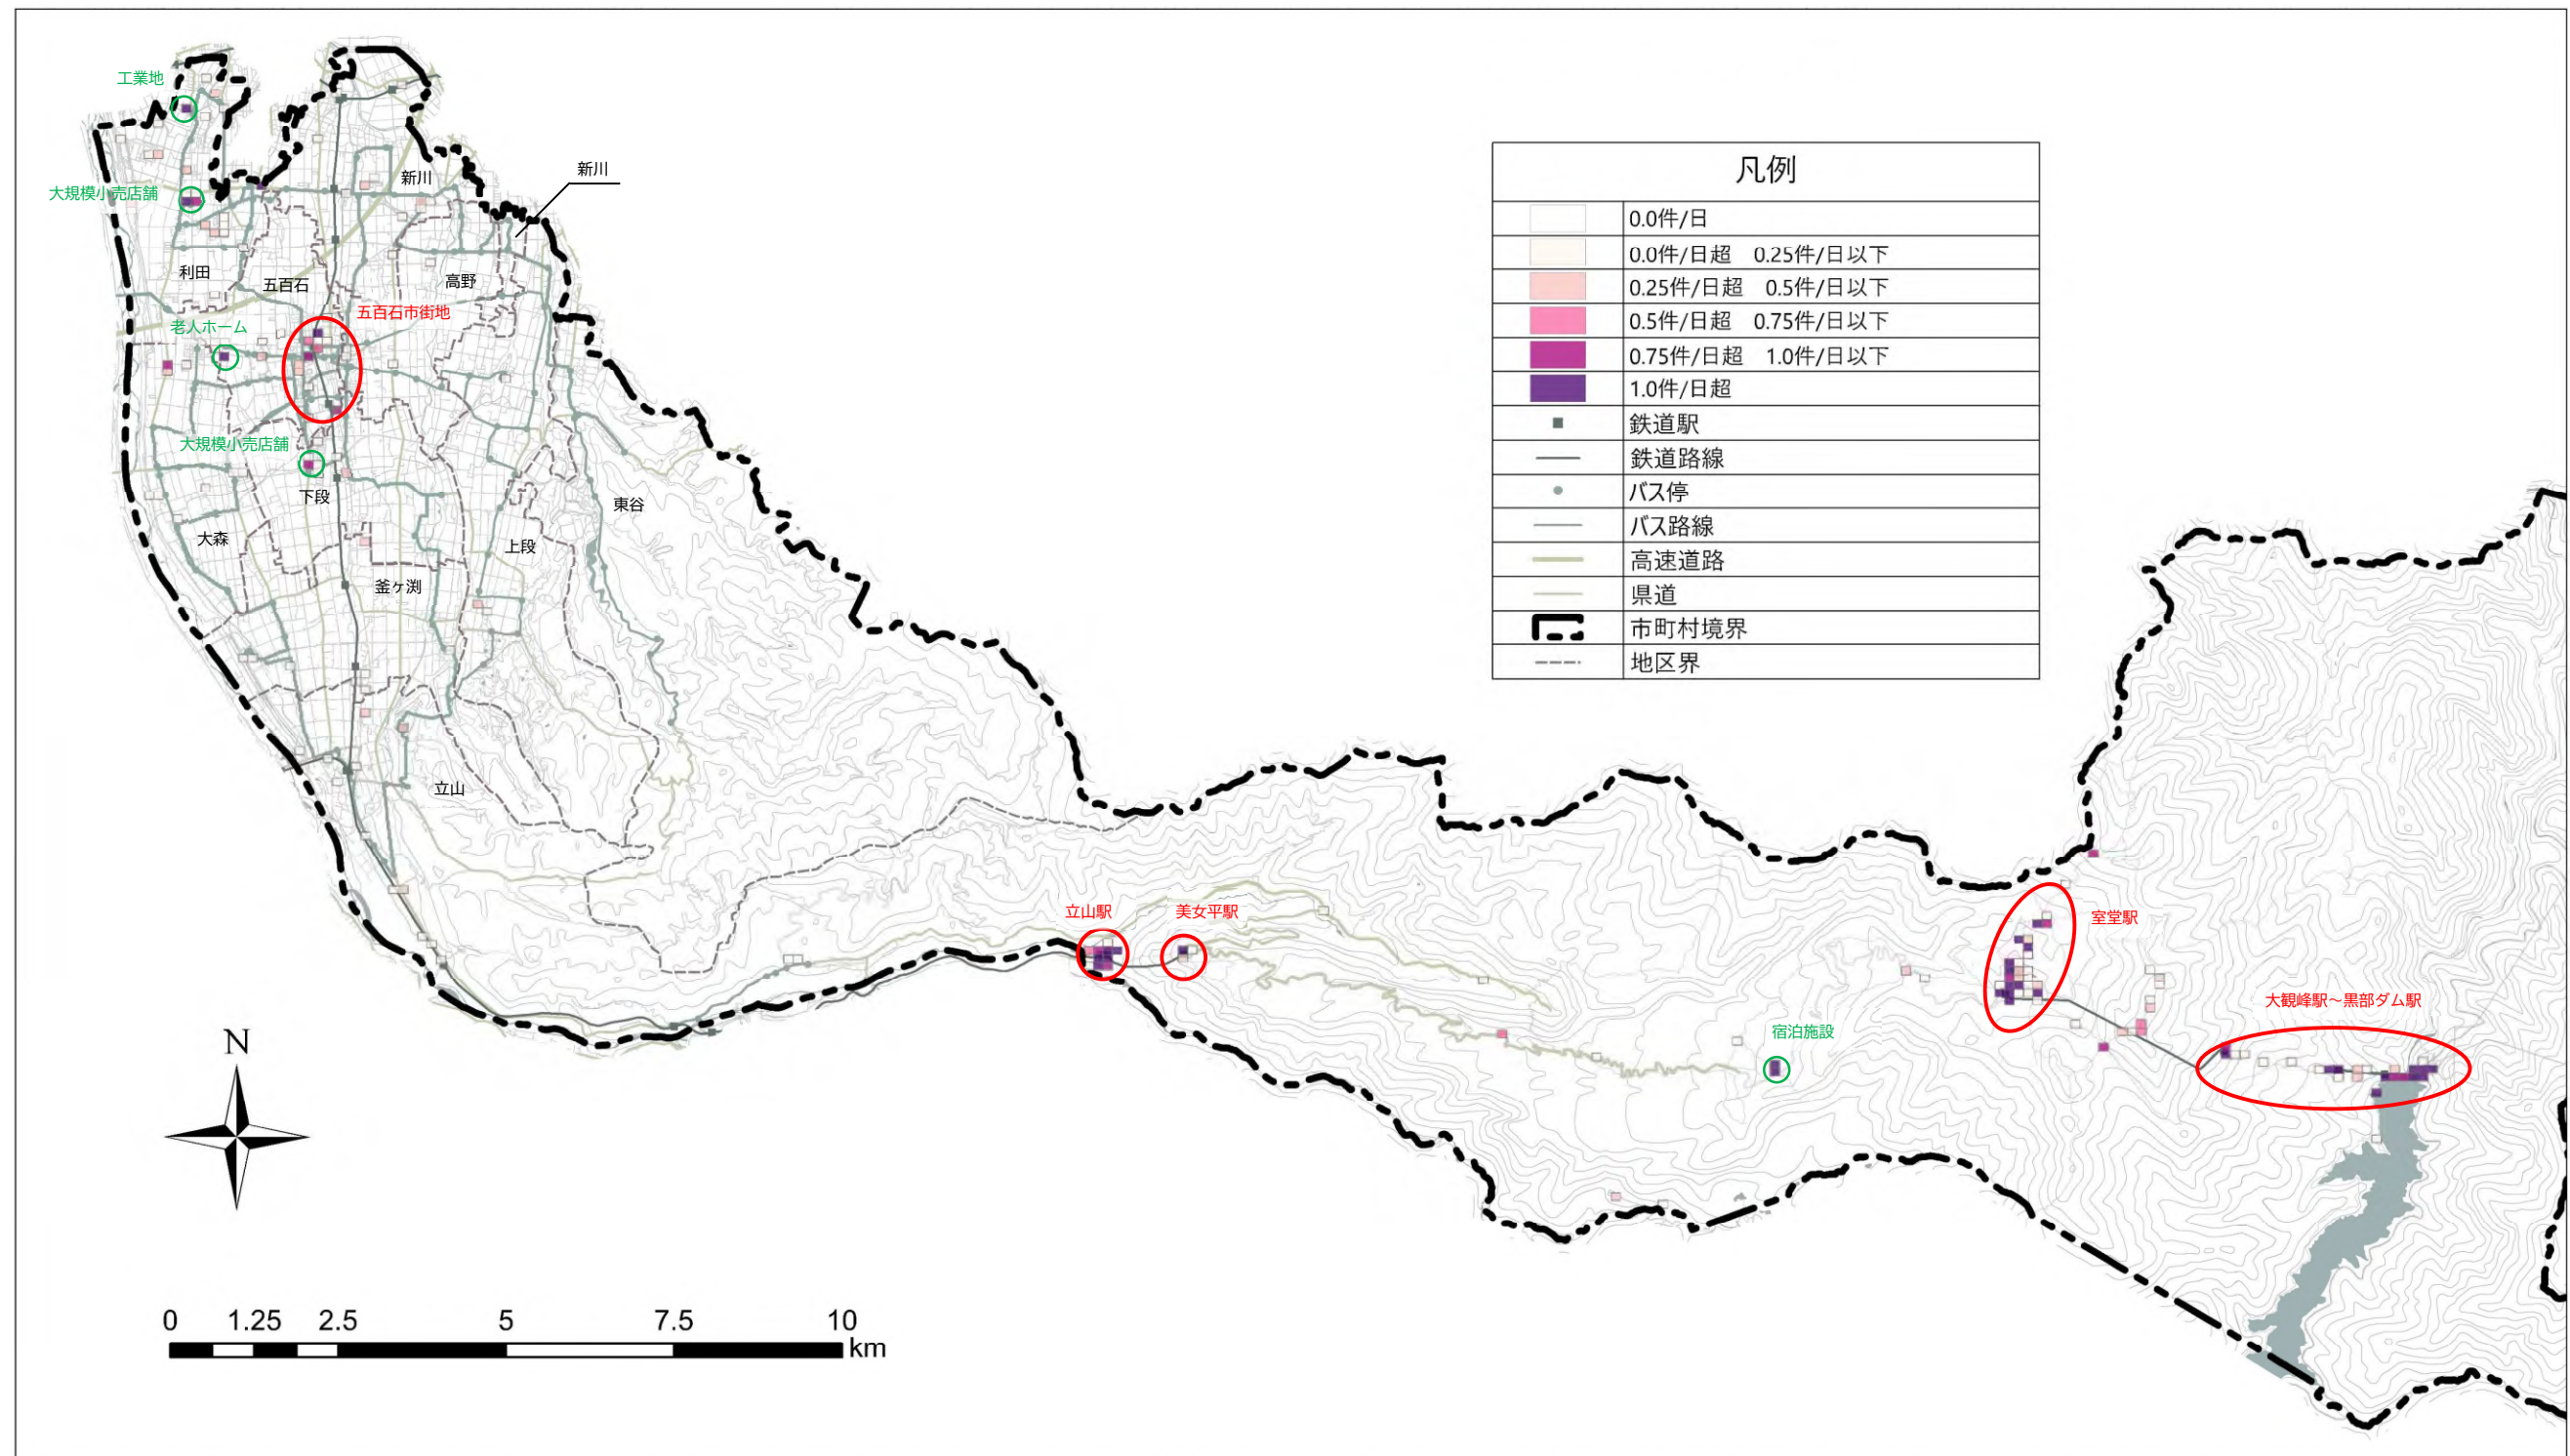 工業地
大規模小売店舗
新川
新川
利田
五百石
高野
五百石市街地
老人ホーム
大規模小売店舗
下段
大森
東谷
上段
釜ヶ渕
立山
凡例
0.0件/日
0.0件/日超　0.25件/日以下
0.25件/日超　0.5件/日以下
0.5件/日超　0.75件/日以下
0.75件/日超　1.0件/日以下
1.0件/日超
鉄道駅
鉄道路線
バス停
バス路線
高速道路
県道
市町村境界
地区界
立山駅
美女平駅
室堂駅
大観峰駅～黒部ダム駅
宿泊施設
N
0 1.25 2.5 5 7.5 10
km